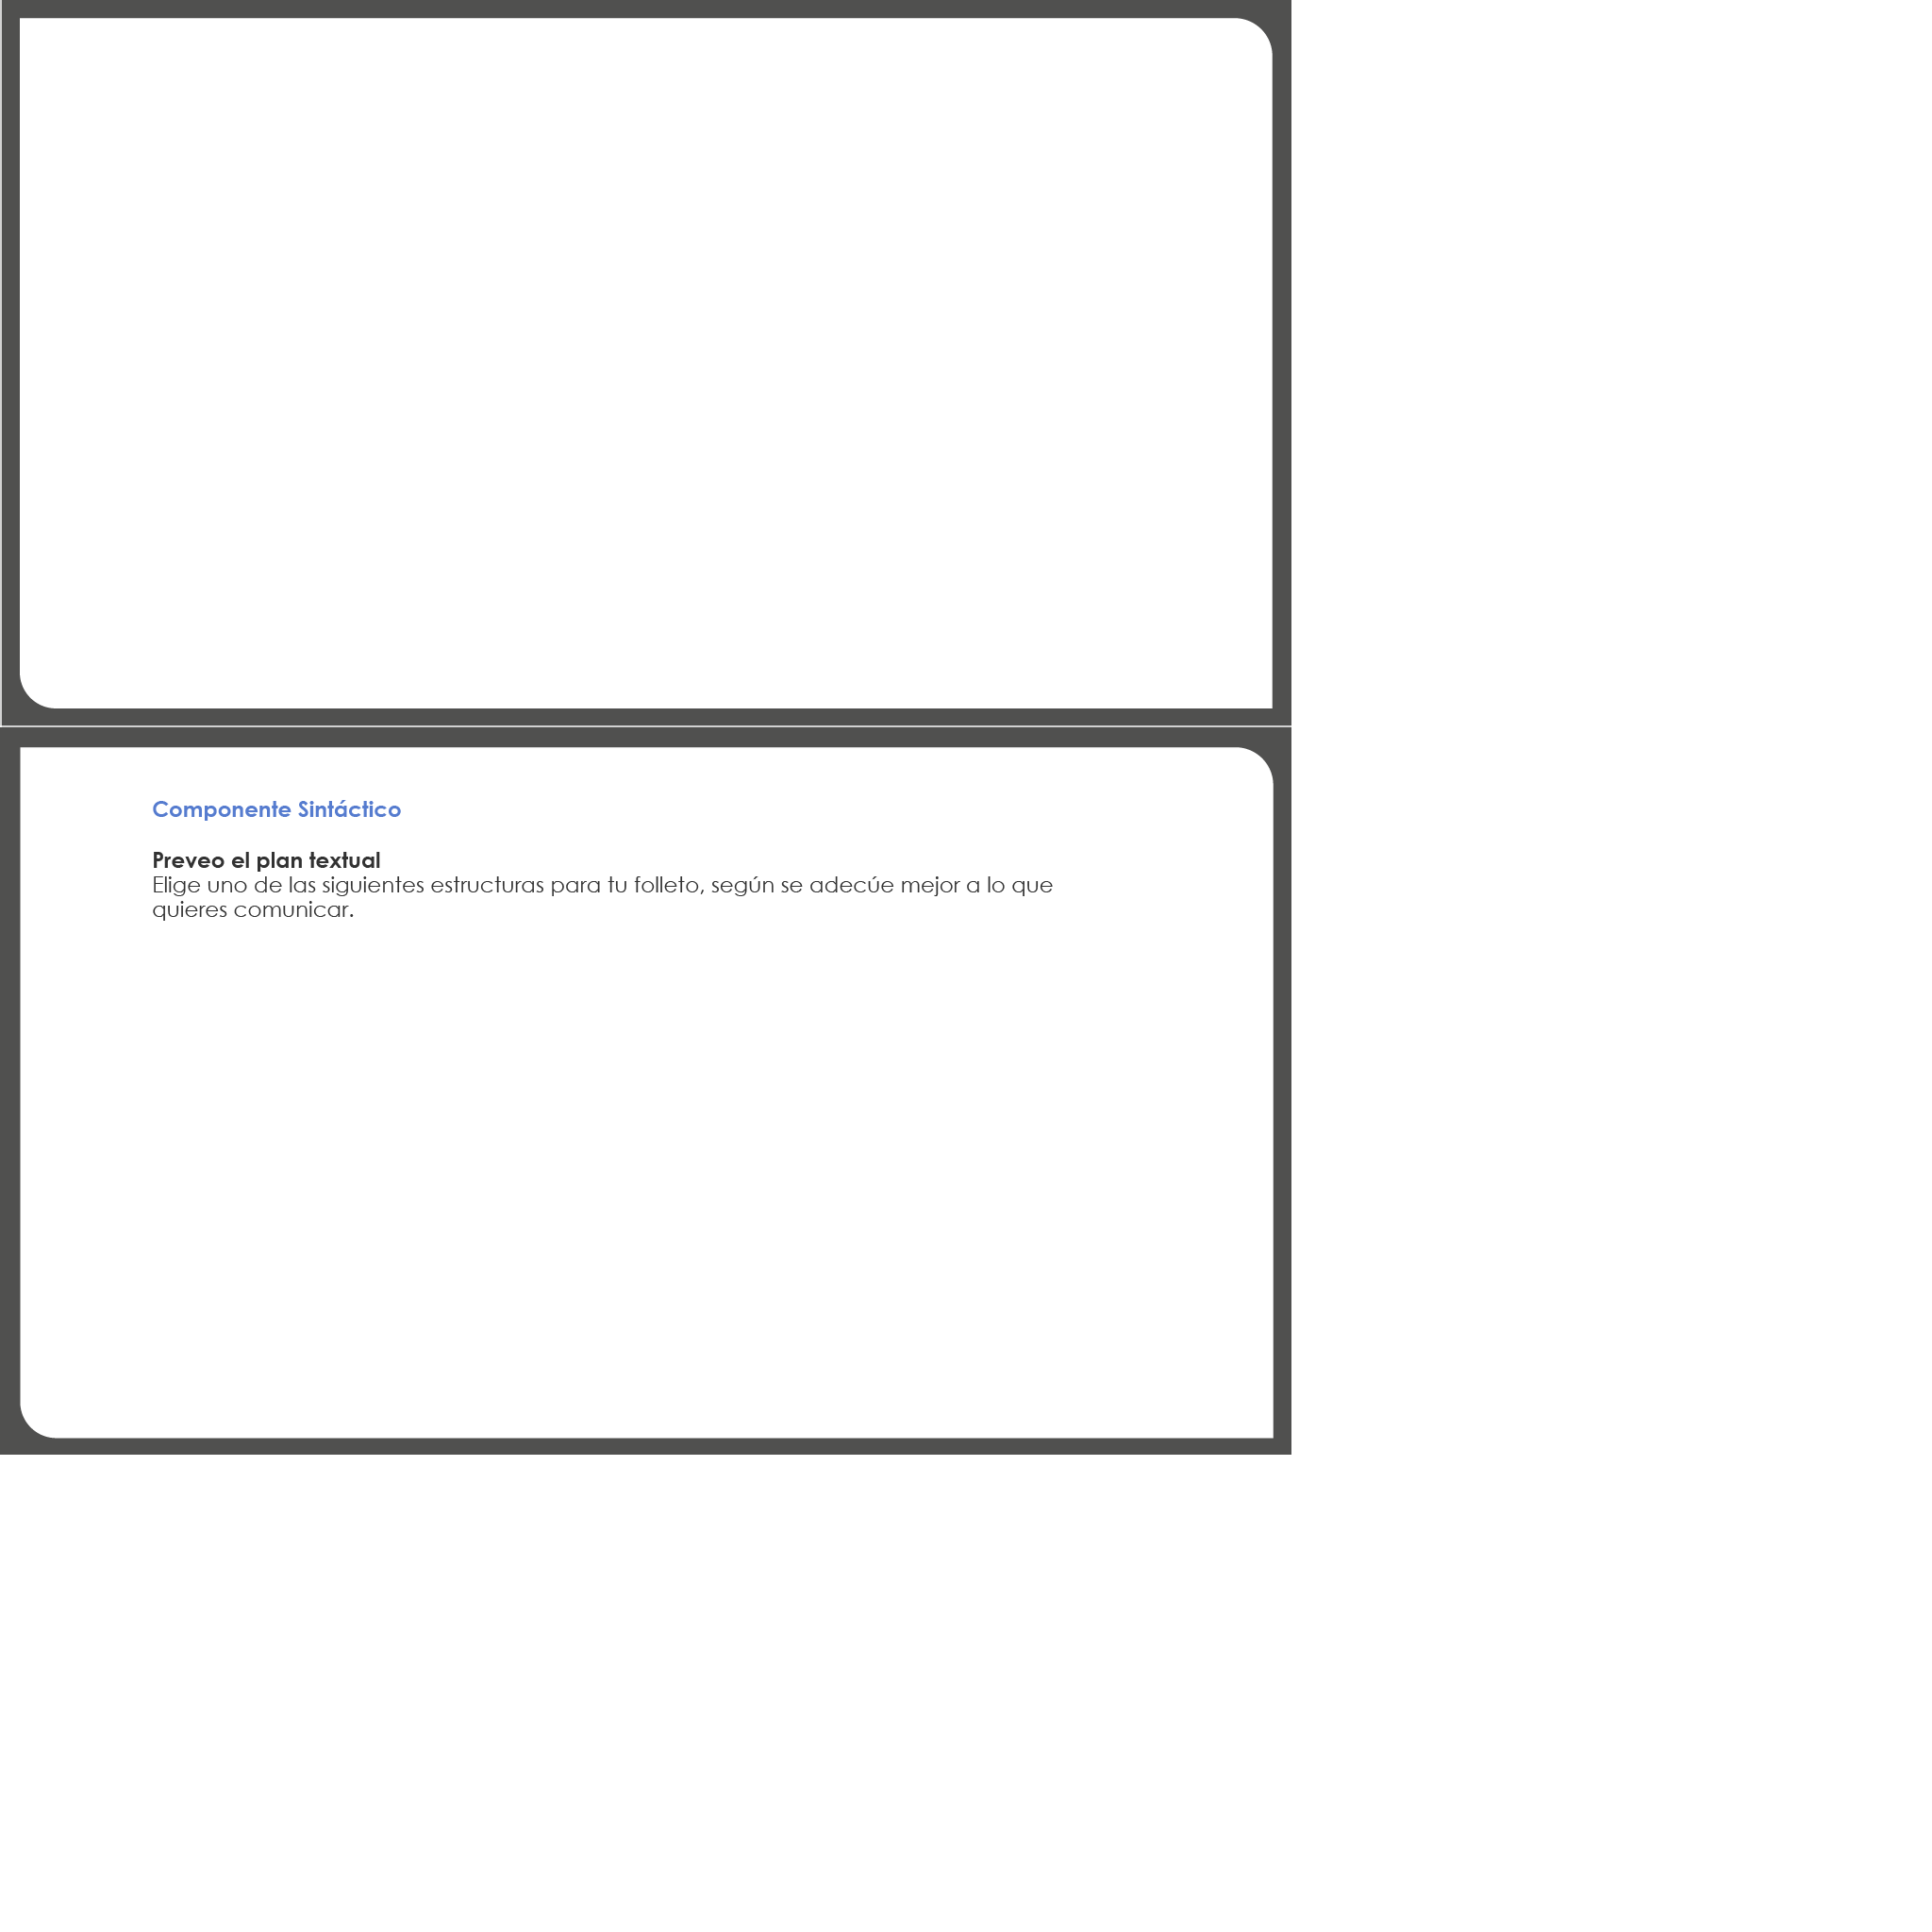 Componente Sintáctico
Preveo el plan textual
Elige uno de las siguientes estructuras para tu folleto, según se adecúe mejor a lo que
quieres comunicar.